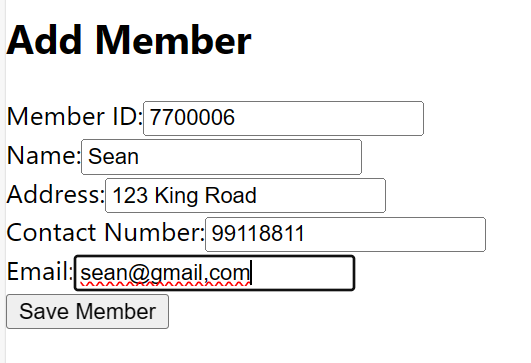 Add Member
Member ID: 7700006
Name: Sean
Address: 123 King Road
Contact Number: 99118811
Email: sean@gmail,com
Save Member